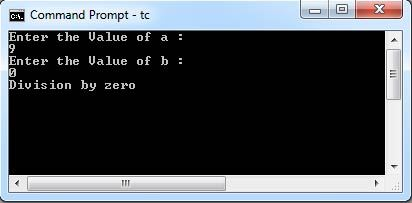 Command Prompt - tc
Enter the Value of a :
9
Enter the Value of b :
0
Division by zero